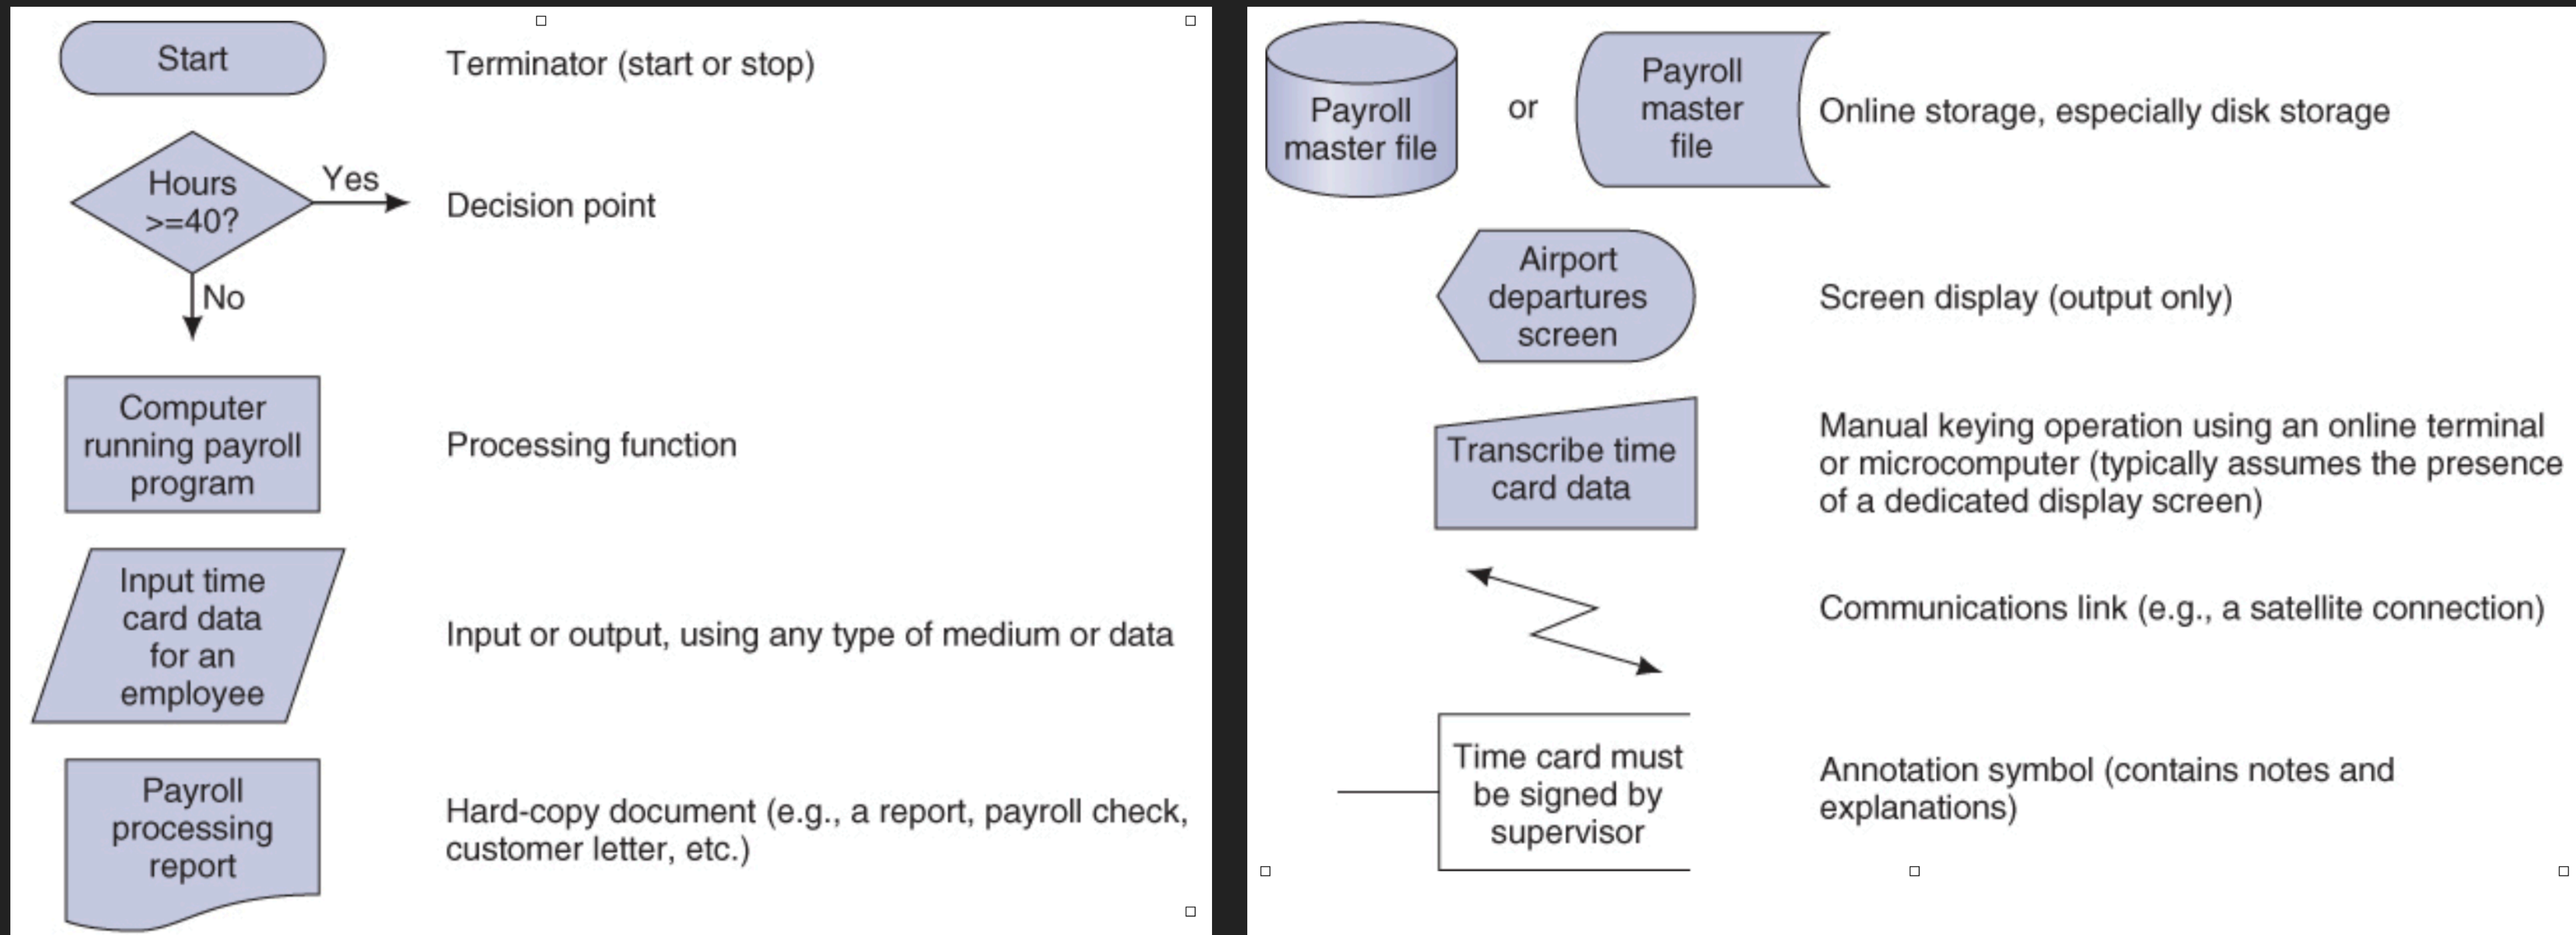 Start
Terminator (start or stop)
Hours
>=40?
Yes
No
Decision point
Computer
running payroll
program
Processing function
Input time
card data
for an
employee
Input or output, using any type of medium or data
Payroll
processing
report
Hard-copy document (e.g., a report, payroll check,
customer letter, etc.)
Payroll
master file
or
Payroll
master
file
Online storage, especially disk storage
Airport
departures
screen
Screen display (output only)
Transcribe time
card data
Manual keying operation using an online terminal
or microcomputer (typically assumes the presence
of a dedicated display screen)
Communications link (e.g., a satellite connection)
Time card must
be signed by
supervisor
Annotation symbol (contains notes and
explanations)